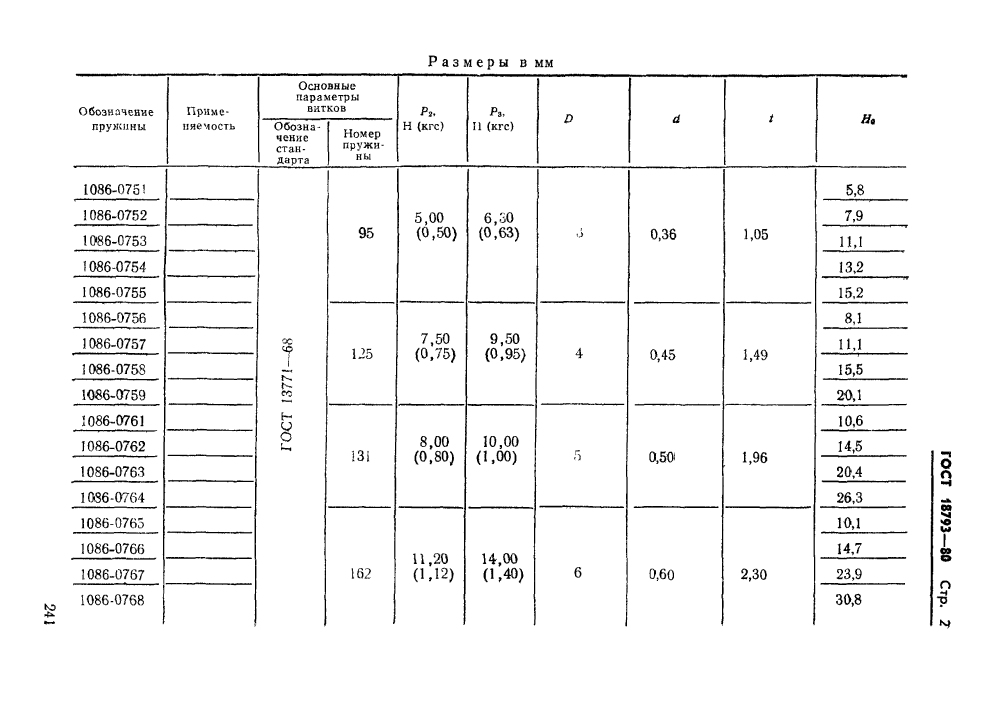 Размеры в мм
Обозначение пружины
Применяемость
Основные параметры витков
Обозначение стандарта
Номер пружины
P₂, Н (кгс)
P₃, Н (кгс)
D
d
t
H₀
1086-0751 5,8
1086-0752 7,9
1086-0753 11,1
1086-0754 13,2
1086-0755 15,2
95 5,00 (0,50) 6,30 (0,63) 3 0,36 1,05
1086-0756 8,1
1086-0757 11,1
1086-0758 15,5
1086-0759 20,1
125 7,50 (0,75) 9,50 (0,95) 4 0,45 1,49
1086-0761 10,6
1086-0762 14,5
1086-0763 20,4
1086-0764 26,3
131 8,00 (0,80) 10,00 (1,00) 5 0,50 1,96
1086-0765 10,1
1086-0766 14,7
1086-0767 23,9
1086-0768 30,8
162 11,20 (1,12) 14,00 (1,40) 6 0,60 2,30
ГОСТ 13771—68
ГОСТ 18793—80 Стр. 2
241